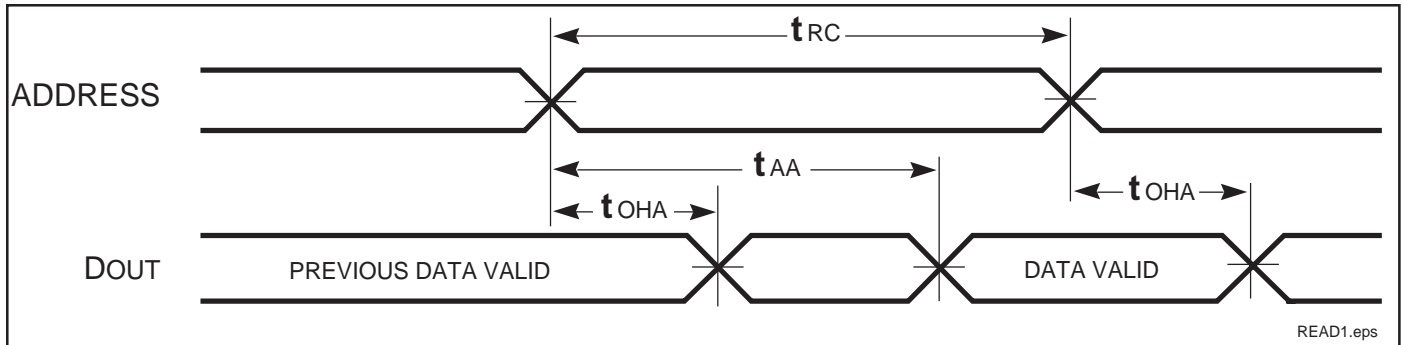 tRC
ADDRESS
tAA
tOHA
tOHA
DOUT
PREVIOUS DATA VALID
DATA VALID
READ1.eps